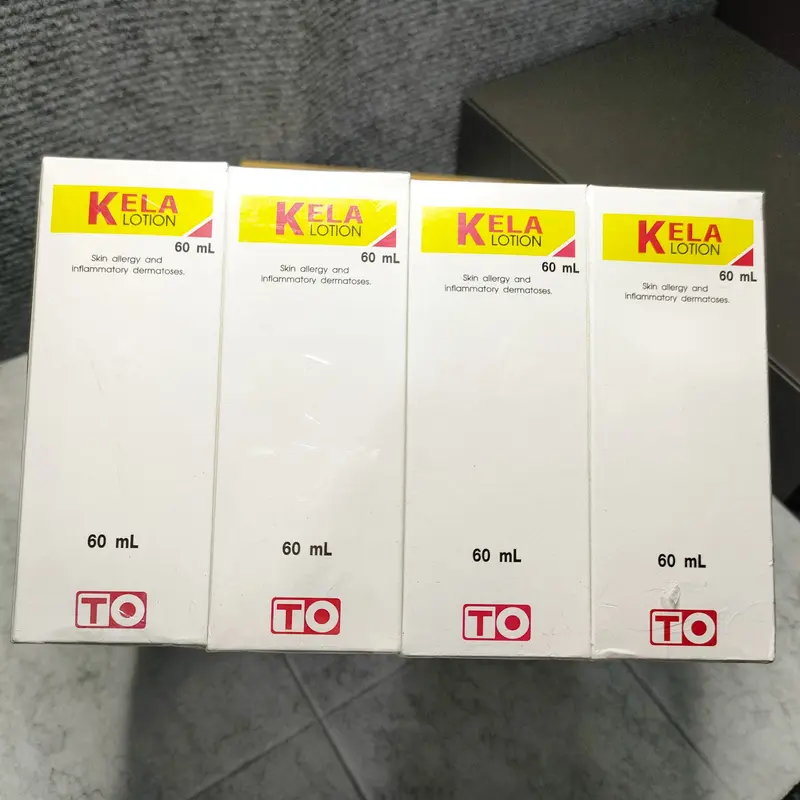 KELA
LOTION
60 mL
Skin allergy and
inflammatory dermatoses.
60 mL
TO
KELA
LOTION
60 mL
Skin allergy and
inflammatory dermatoses.
60 mL
TO
KELA
LOTION
60 mL
Skin allergy and
inflammatory dermatoses.
60 mL
TO
KELA
LOTION
60 mL
Skin allergy and
inflammatory dermatoses.
60 mL
TO